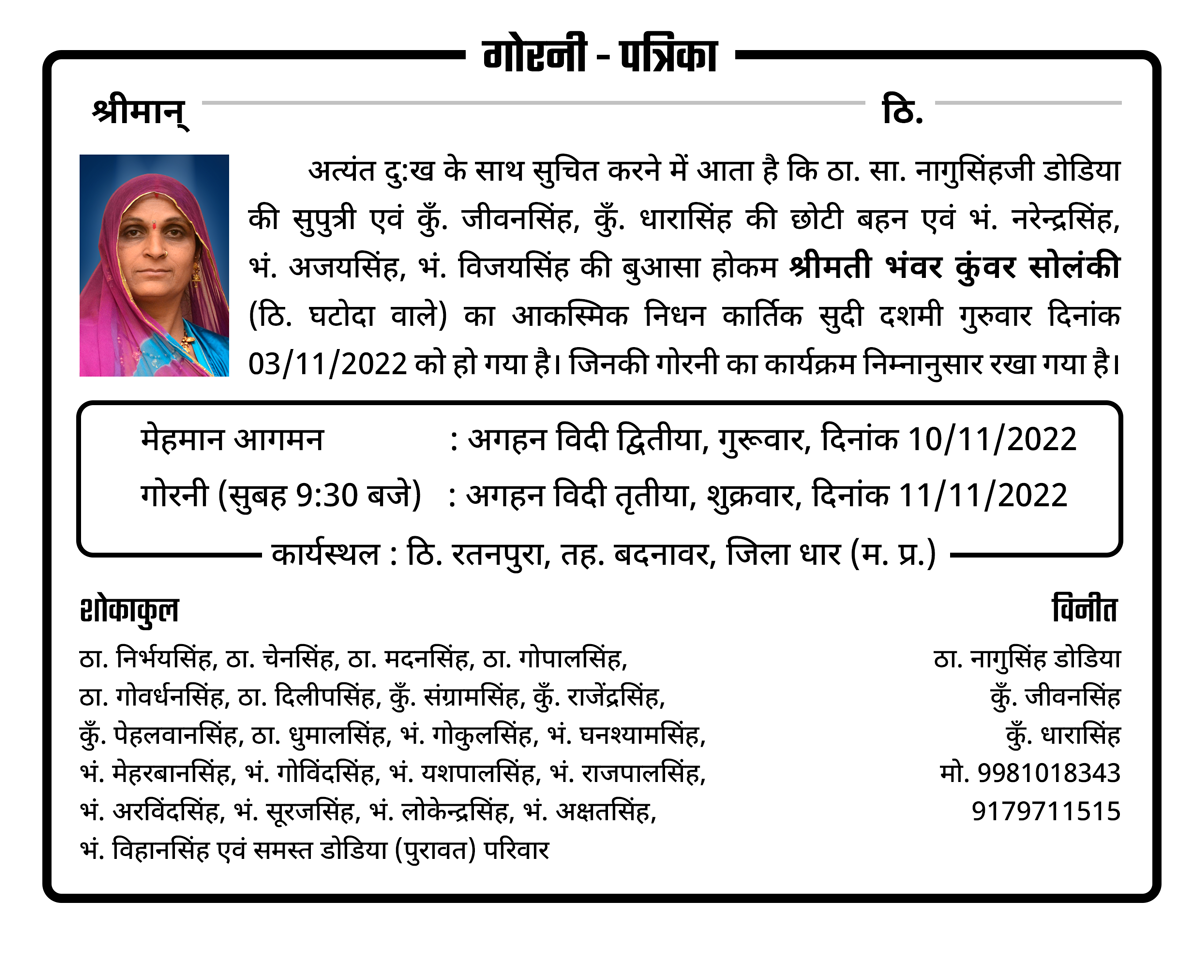 गोरनी - पत्रिका
श्रीमान् ठि.
अत्यंत दु:ख के साथ सुचित करने में आता है कि ठा. सा. नागुसिंहजी डोडिया
की सुपुत्री एवं कुँ. जीवनसिंह, कुँ. धारासिंह की छोटी बहन एवं भं. नरेन्द्रसिंह,
भं. अजयसिंह, भं. विजयसिंह की बुआसा होकम श्रीमती भंवर कुंवर सोलंकी
(ठि. घटोदा वाले) का आकस्मिक निधन कार्तिक सुदी दशमी गुरुवार दिनांक
03/11/2022 को हो गया है। जिनकी गोरनी का कार्यक्रम निम्नानुसार रखा गया है।
मेहमान आगमन : अगहन विदी द्वितीया, गुरूवार, दिनांक 10/11/2022
गोरनी (सुबह 9:30 बजे) : अगहन विदी तृतीया, शुक्रवार, दिनांक 11/11/2022
कार्यस्थल : ठि. रतनपुरा, तह. बदनावर, जिला धार (म. प्र.)
शोकाकुल
ठा. निर्भयसिंह, ठा. चेनसिंह, ठा. मदनसिंह, ठा. गोपालसिंह,
ठा. गोवर्धनसिंह, ठा. दिलीपसिंह, कुँ. संग्रामसिंह, कुँ. राजेंद्रसिंह,
कुँ. पेहलवानसिंह, ठा. धुमालसिंह, भं. गोकुलसिंह, भं. घनश्यामसिंह,
भं. मेहरबानसिंह, भं. गोविंदसिंह, भं. यशपालसिंह, भं. राजपालसिंह,
भं. अरविंदसिंह, भं. सूरजसिंह, भं. लोकेन्द्रसिंह, भं. अक्षतसिंह,
भं. विहानसिंह एवं समस्त डोडिया (पुरावत) परिवार
विनीत
ठा. नागुसिंह डोडिया
कुँ. जीवनसिंह
कुँ. धारासिंह
मो. 9981018343
9179711515